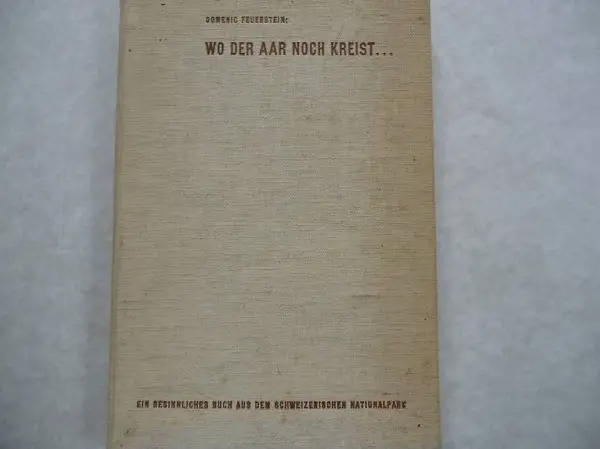 DOMENIC FEUERSTEIN:
WO DER AAR NOCH KREIST...
EIN BESINNLICHES BUCH AUS DEM SCHWEIZERISCHEN NATIONALPARK